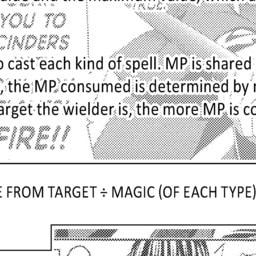 YOU TO
CINDERS
o cast each kind of spell. MP is shared
, the MP consumed is determined by
arget the wielder is, the more MP is co
FIRE!!
E FROM TARGET ÷ MAGIC (OF EACH TYPE)